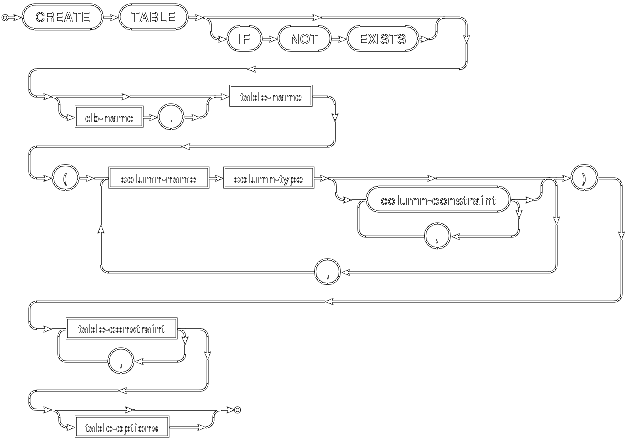 CREATE TABLE
IF NOT EXISTS
table-name
db-name .
( column-name column-type )
column-constraint
,
,
table-constraint
,
table-options